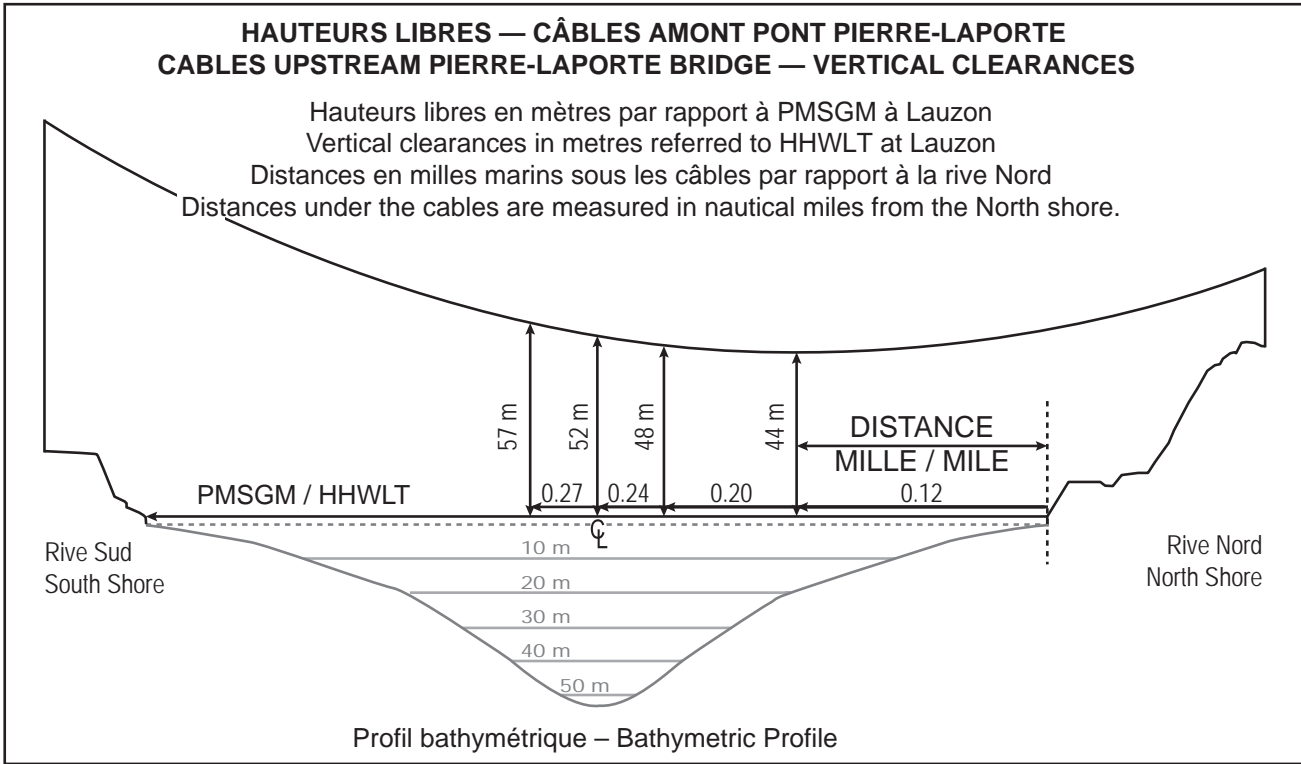 HAUTEURS LIBRES — CÂBLES AMONT PONT PIERRE-LAPORTE
CABLES UPSTREAM PIERRE-LAPORTE BRIDGE — VERTICAL CLEARANCES
Hauteurs libres en mètres par rapport à PMSGM à Lauzon
Vertical clearances in metres referred to HHWLT at Lauzon
Distances en milles marins sous les câbles par rapport à la rive Nord
Distances under the cables are measured in nautical miles from the North shore.
57 m
52 m
48 m
44 m
DISTANCE
MILLE / MILE
PMSGM / HHWLT
0.27
0.24
0.20
0.12
℄
Rive Sud
South Shore
Rive Nord
North Shore
10 m
20 m
30 m
40 m
50 m
Profil bathymétrique – Bathymetric Profile